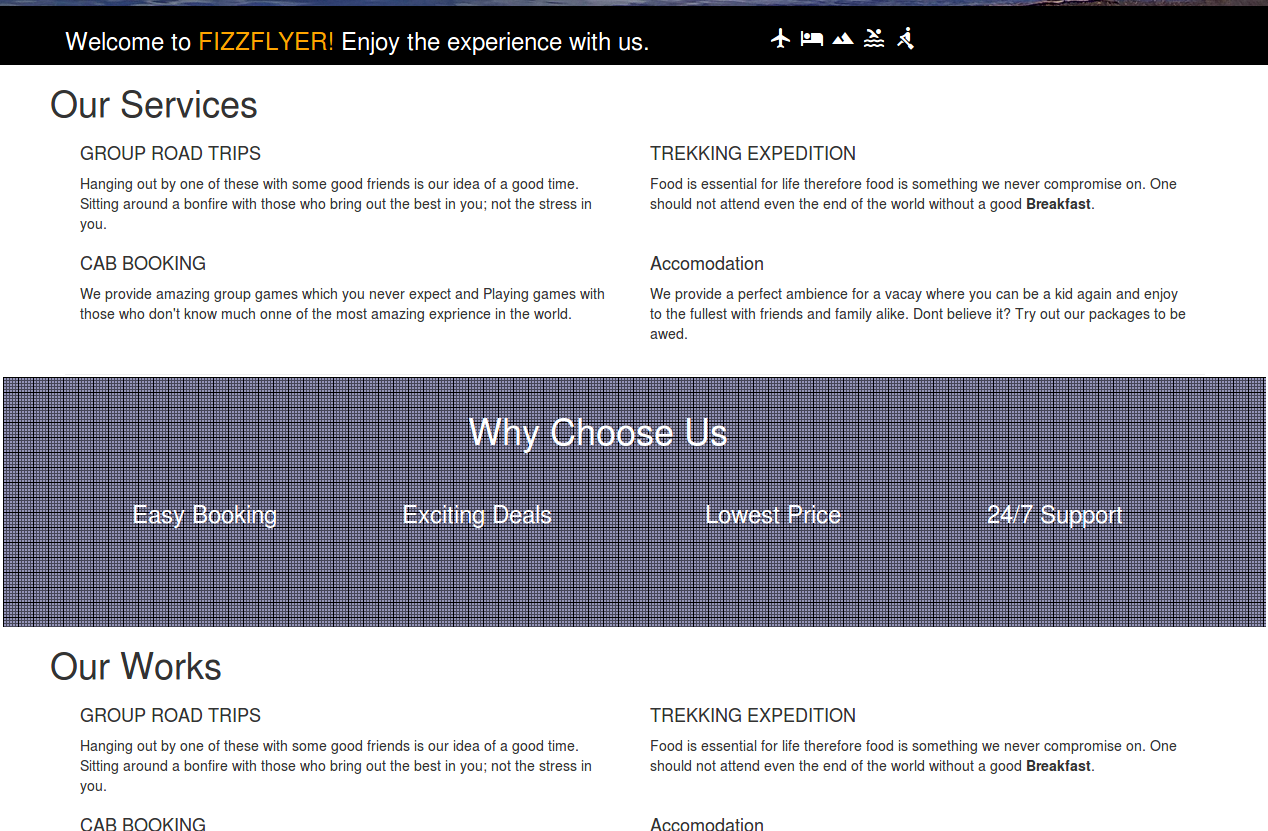 Welcome to FIZZFLYER! Enjoy the experience with us.
Our Services
GROUP ROAD TRIPS
Hanging out by one of these with some good friends is our idea of a good time.
Sitting around a bonfire with those who bring out the best in you; not the stress in
you.
TREKKING EXPEDITION
Food is essential for life therefore food is something we never compromise on. One
should not attend even the end of the world without a good Breakfast.
CAB BOOKING
We provide amazing group games which you never expect and Playing games with
those who don't know much onne of the most amazing exprience in the world.
Accomodation
We provide a perfect ambience for a vacay where you can be a kid again and enjoy
to the fullest with friends and family alike. Dont believe it? Try out our packages to be
awed.
Why Choose Us
Easy Booking
Exciting Deals
Lowest Price
24/7 Support
Our Works
GROUP ROAD TRIPS
Hanging out by one of these with some good friends is our idea of a good time.
Sitting around a bonfire with those who bring out the best in you; not the stress in
you.
TREKKING EXPEDITION
Food is essential for life therefore food is something we never compromise on. One
should not attend even the end of the world without a good Breakfast.
CAB BOOKING
Accomodation